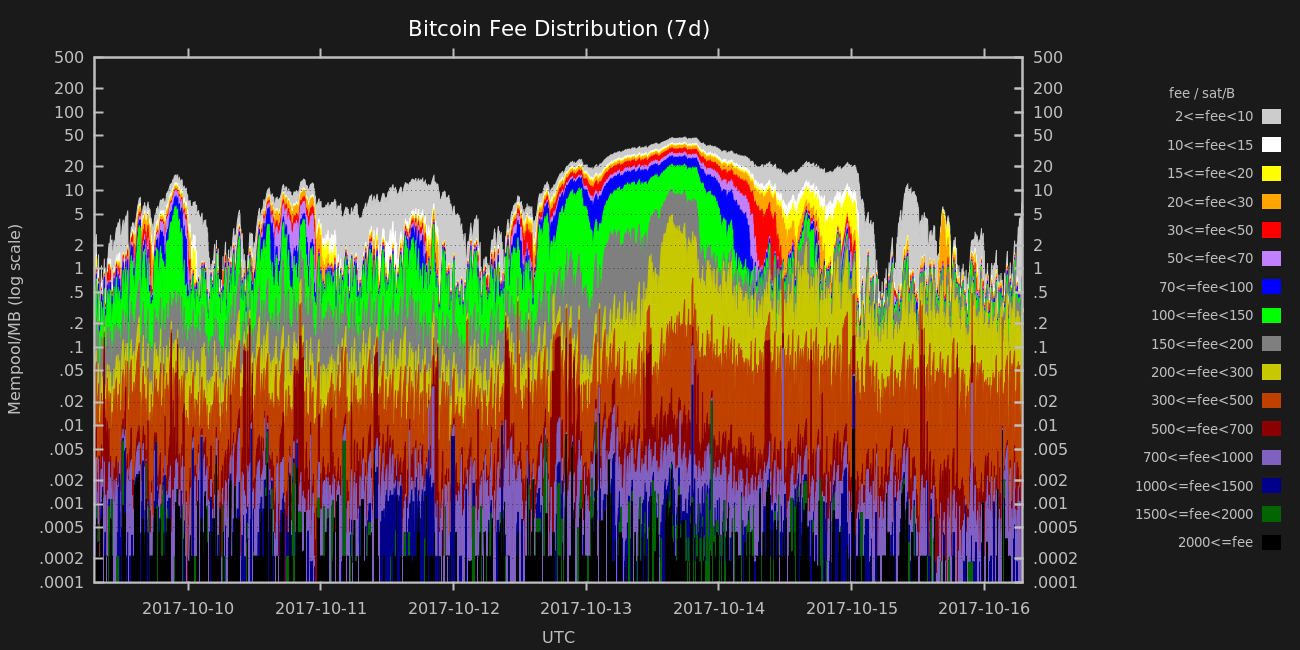 Bitcoin Fee Distribution (7d)
500
200
100
50
20
10
5
2
1
.5
.2
.1
.05
.02
.01
.005
.002
.001
.0005
.0002
.0001
Mempool/MB (log scale)
500
200
100
50
20
10
5
2
1
.5
.2
.1
.05
.02
.01
.005
.002
.001
.0005
.0002
.0001
2017-10-10
2017-10-11
2017-10-12
2017-10-13
2017-10-14
2017-10-15
2017-10-16
UTC
fee / sat/B
2<=fee<10
10<=fee<15
15<=fee<20
20<=fee<30
30<=fee<50
50<=fee<70
70<=fee<100
100<=fee<150
150<=fee<200
200<=fee<300
300<=fee<500
500<=fee<700
700<=fee<1000
1000<=fee<1500
1500<=fee<2000
2000<=fee